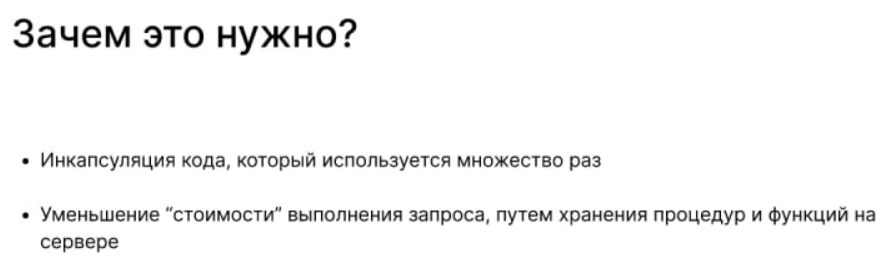 Зачем это нужно?
• Инкапсуляция кода, который используется множество раз
• Уменьшение “стоимости” выполнения запроса, путем хранения процедур и функций на
сервере